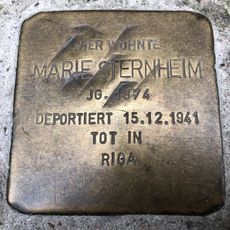 HIER WOHNTE
MARIE STERNHEIM
JG. 1874
DEPORTIERT 15.12.1941
TOT IN
RIGA